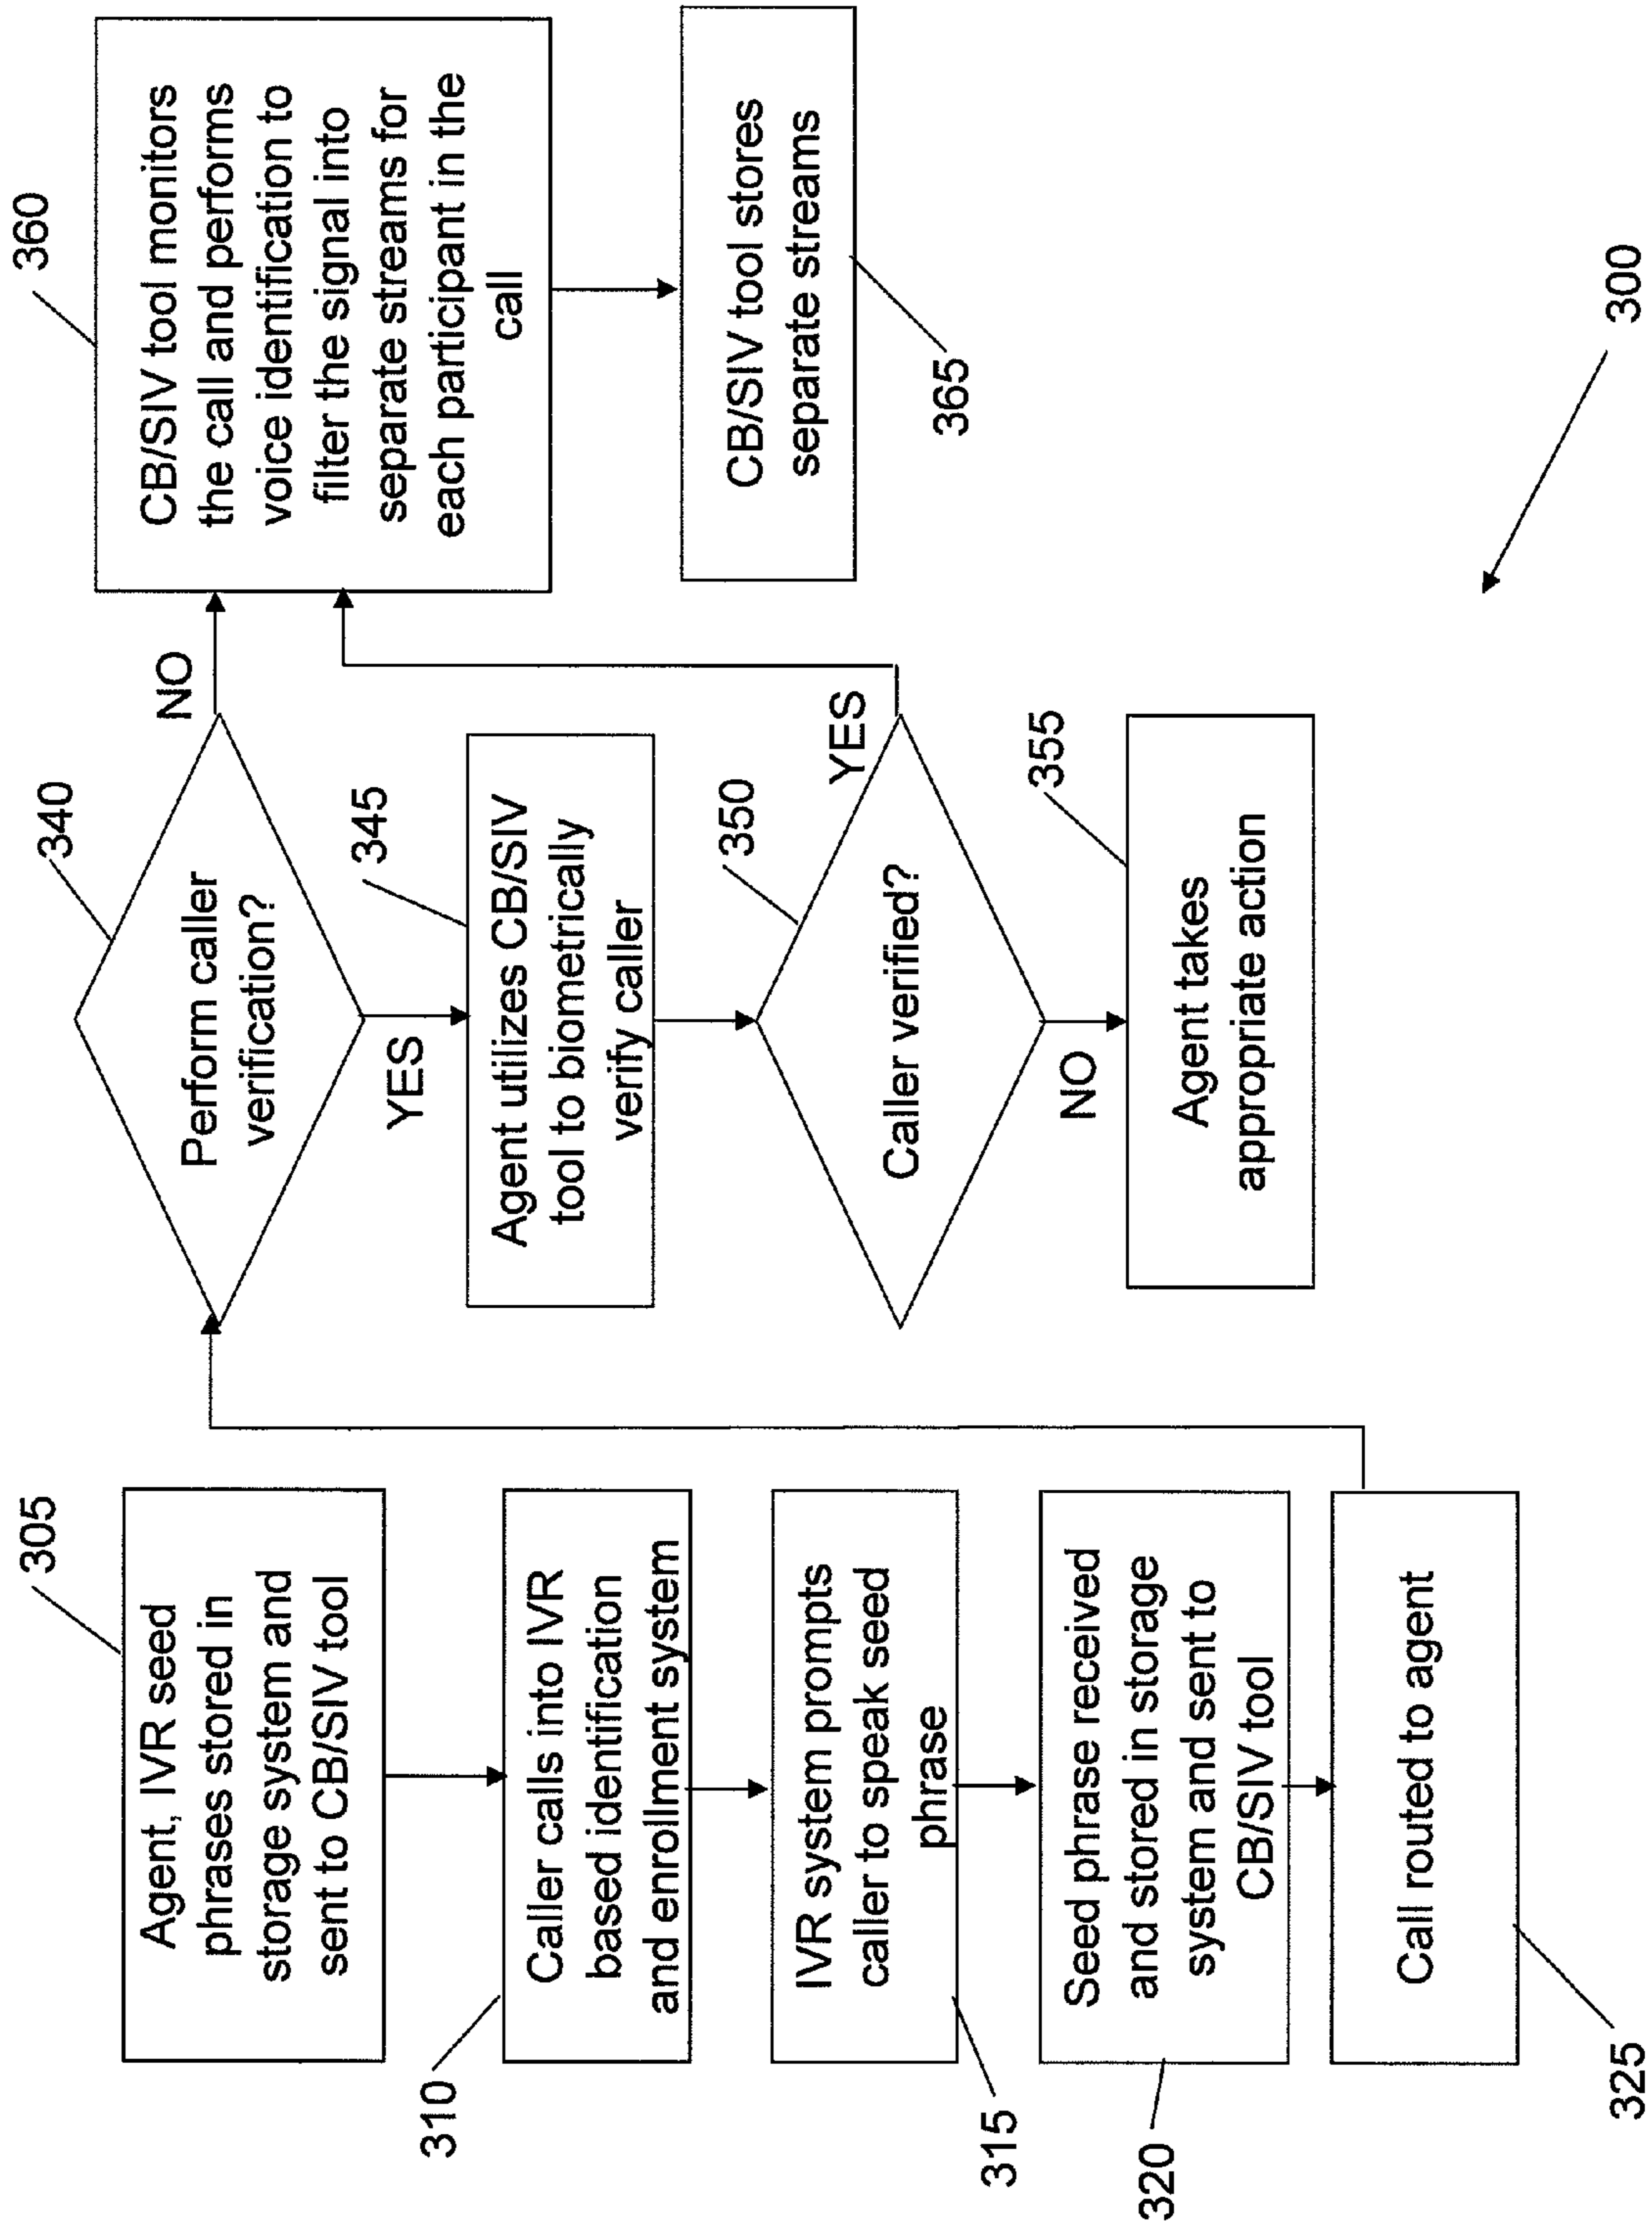 305
Agent, IVR seed
phrases stored in
storage system and
sent to CB/SIV tool
310
Caller calls into IVR
based identification
and enrollment system
315
IVR system prompts
caller to speak seed
phrase
320
Seed phrase received
and stored in storage
system and sent to
CB/SIV tool
325
Call routed to agent
340
Perform caller
verification?
NO
YES
345
Agent utilizes CB/SIV
tool to biometrically
verify caller
350
Caller verified?
YES
NO
355
Agent takes
appropriate action
360
CB/SIV tool monitors
the call and performs
voice identification to
filter the signal into
separate streams for
each participant in the
call
CB/SIV tool stores
separate streams
365
300